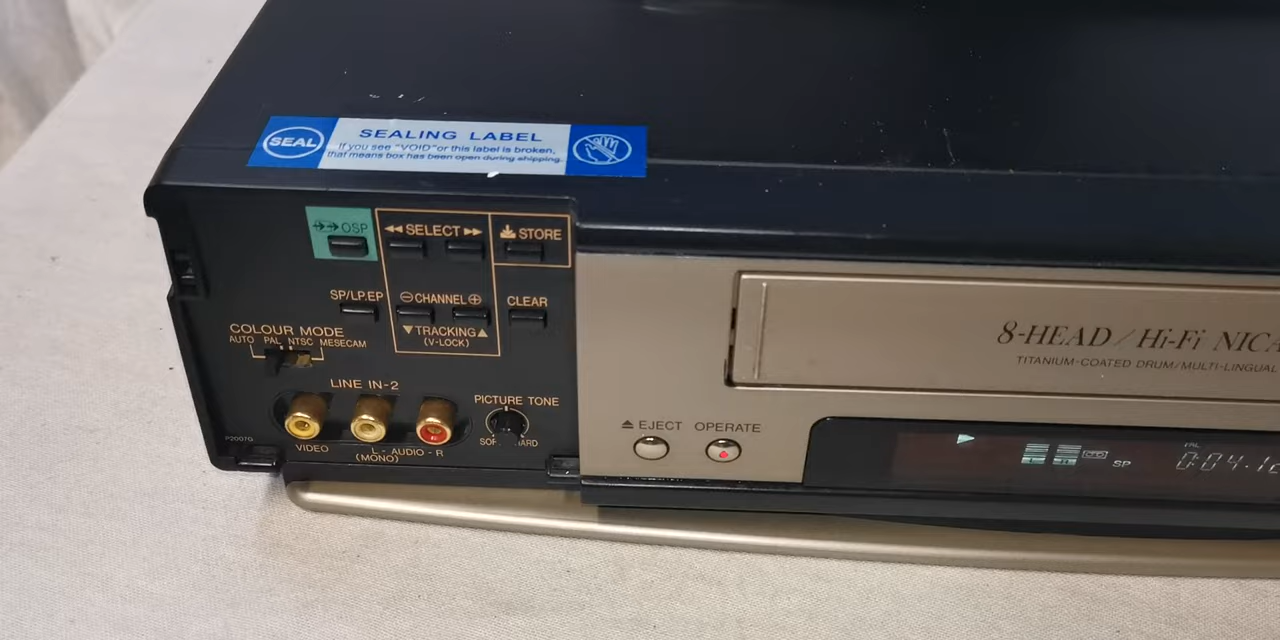 SEAL
SEALING LABEL
If you see "VOID" or this label is broken,
that means box has been open during shipping.
OSP
SELECT
STORE
SP/LP.EP
CHANNEL
CLEAR
TRACKING
(V-LOCK)
COLOUR MODE
AUTO PAL NTSC MESECAM
LINE IN-2
PICTURE TONE
VIDEO
L - AUDIO - R
(MONO)
P2007G
8-HEAD / Hi-Fi
TITANIUM-COATED DRUM/MULTI-LINGUAL
EJECT OPERATE
PAL
SP